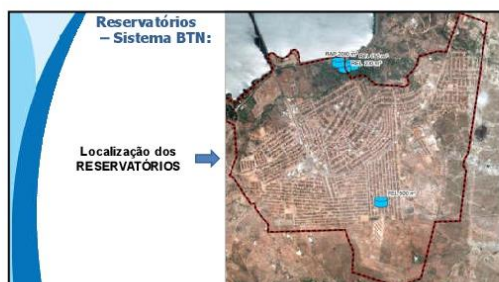 Reservatórios
– Sistema BTN:
Localização dos
RESERVATÓRIOS